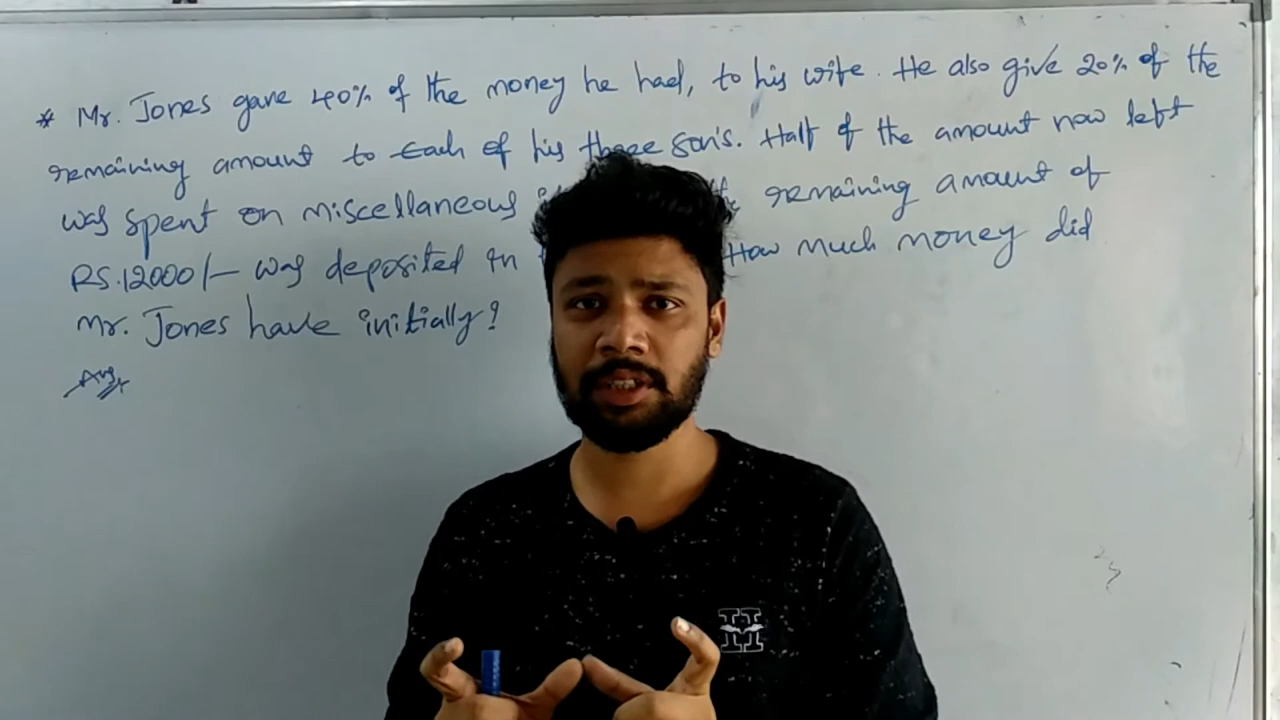 * Mr. Jones gave 40% of the money he had, to his wife. He also give 20% of the
remaining amount to Each of his three son's. Half of the amount now left
was spent on miscellaneous remaining amount of
RS.12000/- was deposited in How much money did
Mr. Jones have initially?
Ans